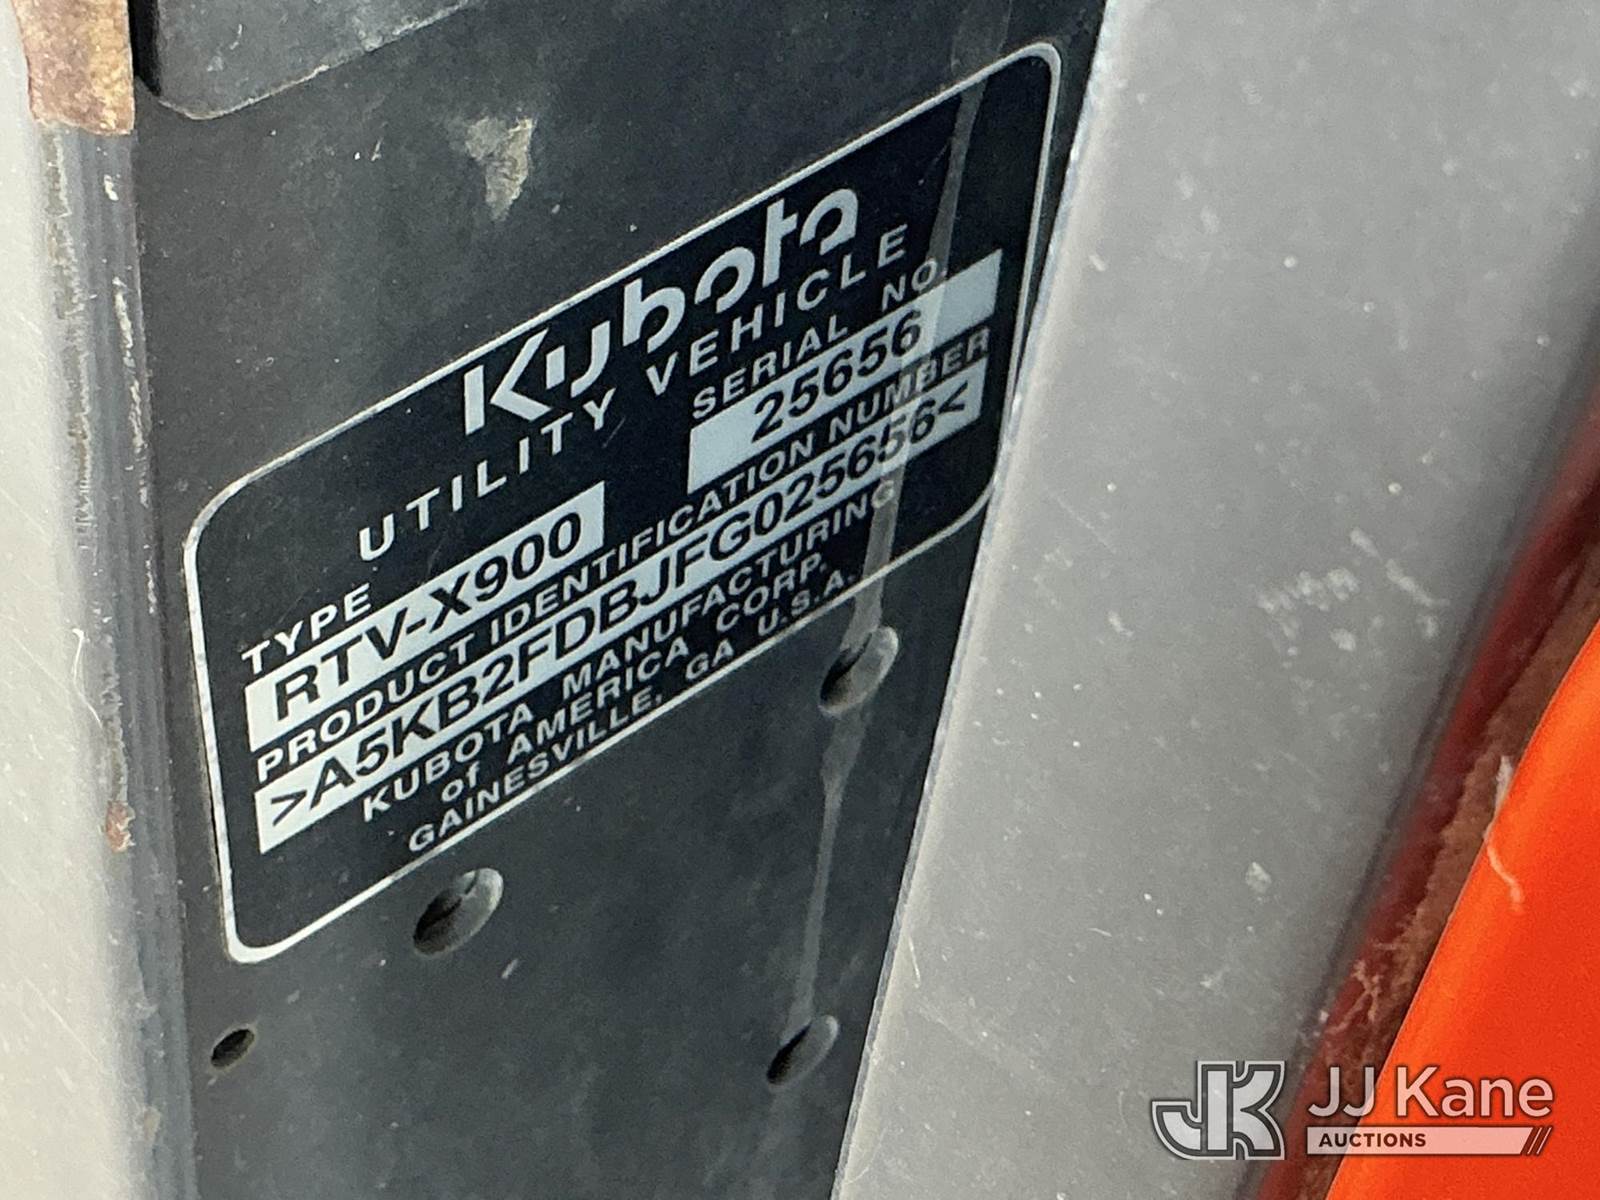 Kubota
UTILITY VEHICLE
TYPE SERIAL NO.
RTV-X900 25656
PRODUCT IDENTIFICATION NUMBER
>A5KB2FDBJFG025656<
KUBOTA MANUFACTURING
of AMERICA CORP.
GAINESVILLE, GA U.S.A.
JK JJ Kane
AUCTIONS